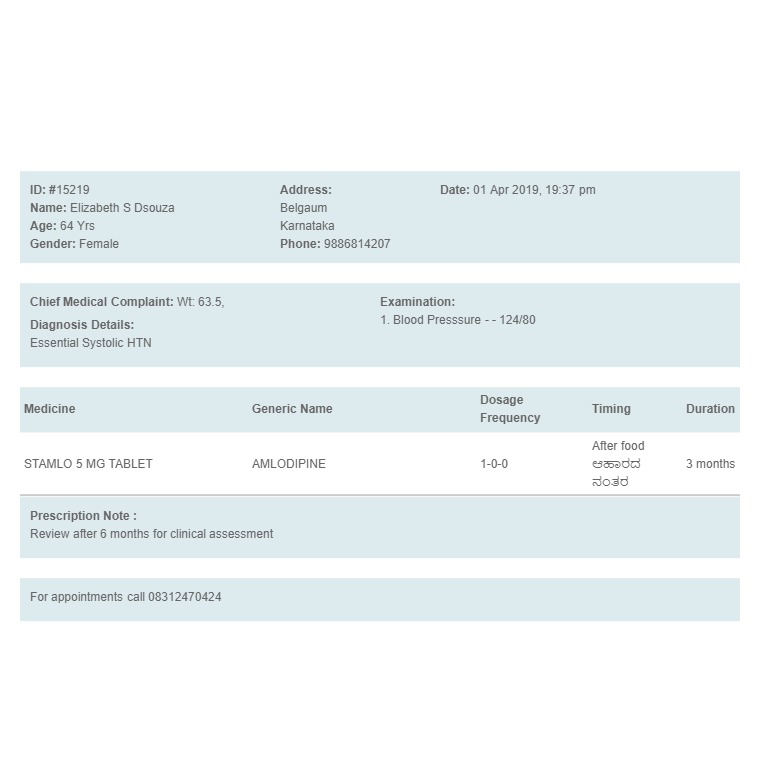 ID: #15219
Name: Elizabeth S Dsouza
Age: 64 Yrs
Gender: Female
Address:
Belgaum
Karnataka
Phone: 9886814207
Date: 01 Apr 2019, 19:37 pm
Chief Medical Complaint: Wt: 63.5,
Diagnosis Details:
Essential Systolic HTN
Examination:
1. Blood Presssure - - 124/80
Medicine Generic Name Dosage Frequency Timing Duration
STAMLO 5 MG TABLET AMLODIPINE 1-0-0 After food ಆಹಾರದ ನಂತರ 3 months
Prescription Note :
Review after 6 months for clinical assessment
For appointments call 08312470424